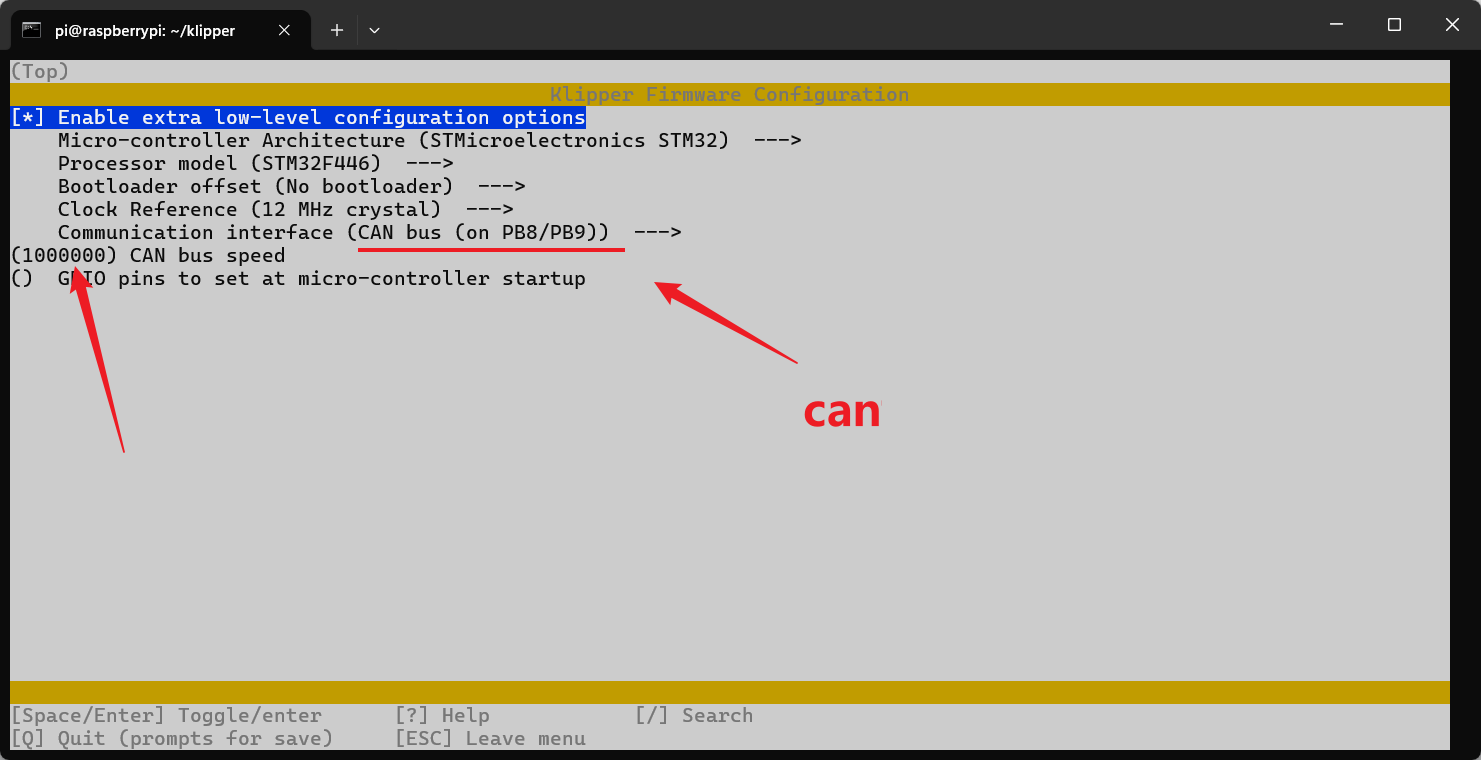 pi@raspberrypi: ~/klipper
(Top)
Klipper Firmware Configuration
[*] Enable extra low-level configuration options
Micro-controller Architecture (STMicroelectronics STM32) --->
Processor model (STM32F446) --->
Bootloader offset (No bootloader) --->
Clock Reference (12 MHz crystal) --->
Communication interface (CAN bus (on PB8/PB9)) --->
(1000000) CAN bus speed
() GPIO pins to set at micro-controller startup
can
[Space/Enter] Toggle/enter [?] Help [/] Search
[Q] Quit (prompts for save) [ESC] Leave menu